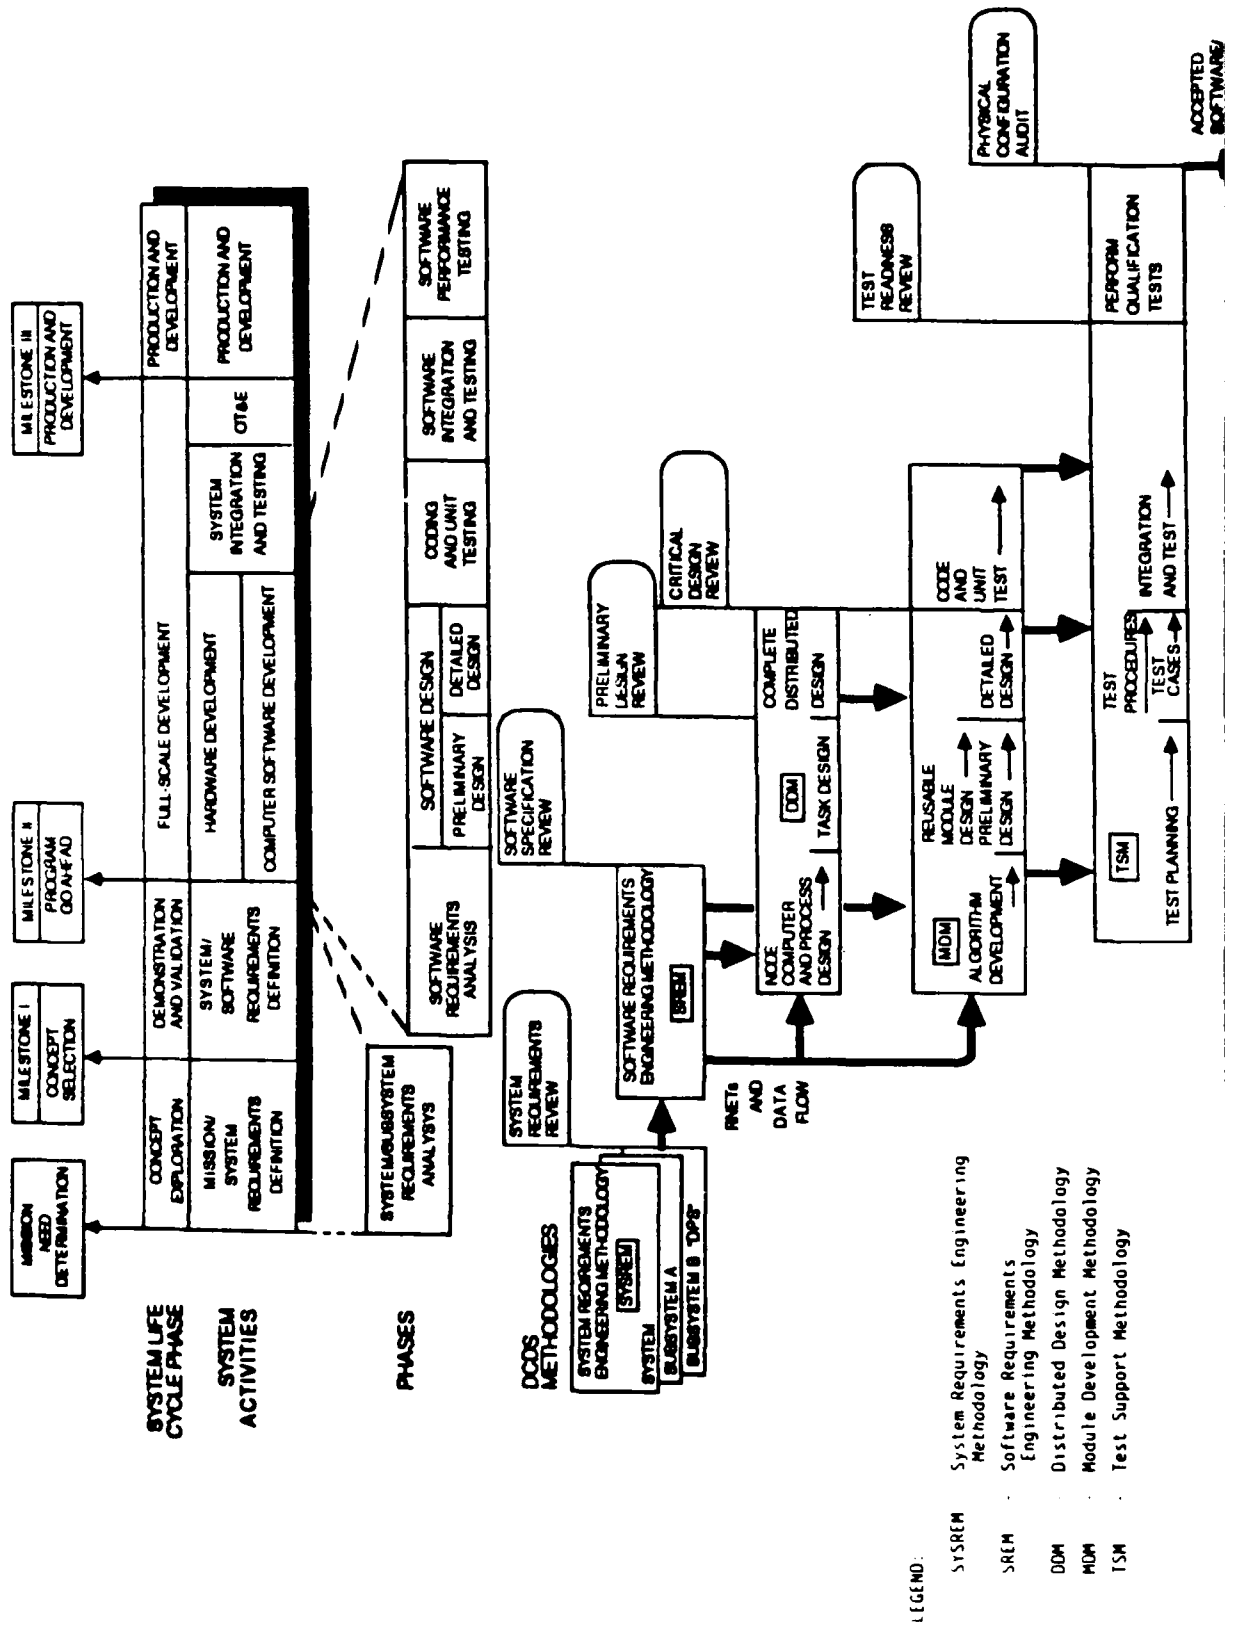 MISSION
NEED
DETERMINATION
MILESTONE I
CONCEPT
SELECTION
MILESTONE II
PROGRAM
GO AHEAD
MILESTONE III
PRODUCTION AND
DEVELOPMENT
SYSTEM LIFE
CYCLE PHASE
CONCEPT
EXPLORATION
DEMONSTRATION
AND VALIDATION
FULL-SCALE DEVELOPMENT
PRODUCTION AND
DEVELOPMENT
SYSTEM
ACTIVITIES
MISSION/
SYSTEM
REQUIREMENTS
DEFINITION
SYSTEM/
SOFTWARE
REQUIREMENTS
DEFINITION
HARDWARE DEVELOPMENT
COMPUTER SOFTWARE DEVELOPMENT
SYSTEM
INTEGRATION
AND TESTING
OT&E
PRODUCTION AND
DEVELOPMENT
PHASES
SYSTEM/SUBSYSTEM
REQUIREMENTS
ANALYSYS
SOFTWARE
REQUIREMENTS
ANALYSIS
SOFTWARE DESIGN
PRELIMINARY
DESIGN
DETAILED
DESIGN
CODING
AND UNIT
TESTING
SOFTWARE
INTEGRATION
AND TESTING
SOFTWARE
PERFORMANCE
TESTING
DCDS
METHODOLOGIES
SYSTEM REQIREMENTS
ENGINEERING METHODOLOGY
SYSREM
SYSTEM
SUBSYSTEM A
SUBSYSTEM B "DPS"
SYSTEM
REQUIREMENTS
REVIEW
SOFTWARE REQUIREMENTS
ENGINEERING METHODOLOGY
SREM
SOFTWARE
SPECIFICATION
REVIEW
RNETs
AND
DATA
FLOW
NODE
COMPUTER
AND PROCESS
DESIGN
DDM
TASK DESIGN
COMPLETE
DISTRIBUTED
DESIGN
PRELIMINARY
DESIGN
REVIEW
CRITICAL
DESIGN
REVIEW
MDM
ALGORITHM
DEVELOPMENT
REUSABLE
MODULE
DESIGN
PRELIMINARY
DESIGN
DETAILED
DESIGN
CODE
AND
UNIT
TEST
TSM
TEST PLANNING
TEST
PROCEDURES
TEST
CASES
INTEGRATION
AND TEST
PERFORM
QUALIFICATION
TESTS
TEST
READINESS
REVIEW
PHYSICAL
CONFIGURATION
AUDIT
ACCEPTED
SOFTWARE/
LEGEND:
SYSREM System Requirements Engineering
Methodology
SREM - Software Requirements
Engineering Methodology
DDM - Distributed Design Methodology
MDM - Module Development Methodology
TSM - Test Support Methodology